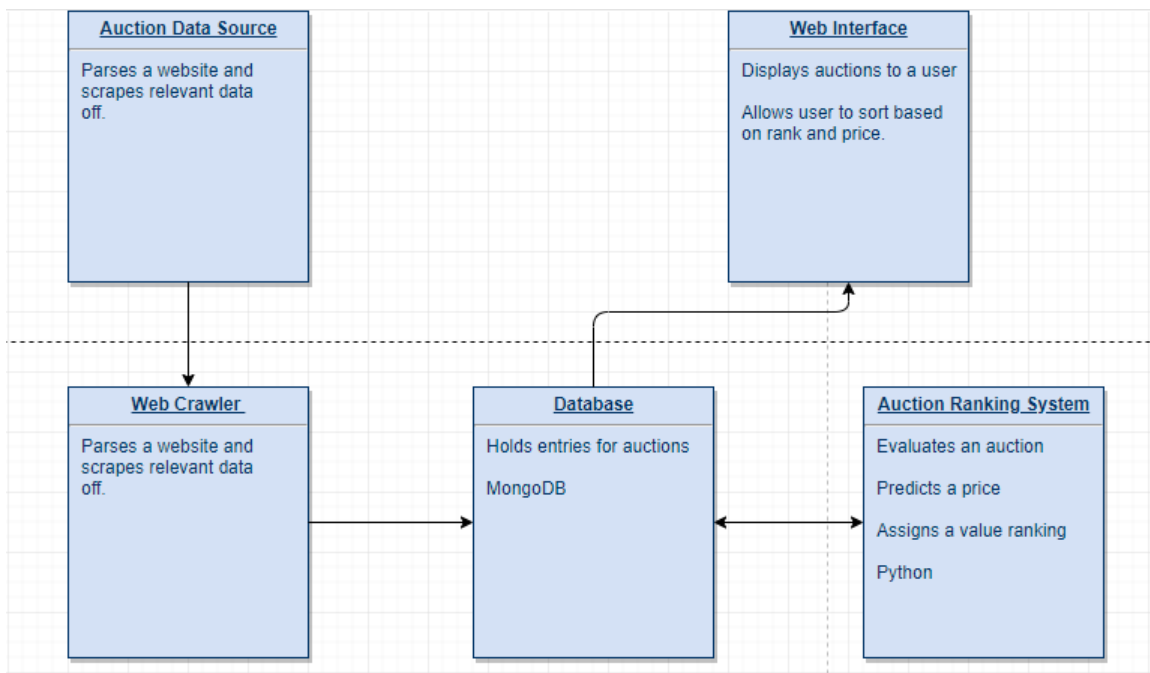 Auction Data Source
Parses a website and
scrapes relevant data
off.
Web Interface
Displays auctions to a user
Allows user to sort based
on rank and price.
Web Crawler
Parses a website and
scrapes relevant data
off.
Database
Holds entries for auctions
MongoDB
Auction Ranking System
Evaluates an auction
Predicts a price
Assigns a value ranking
Python